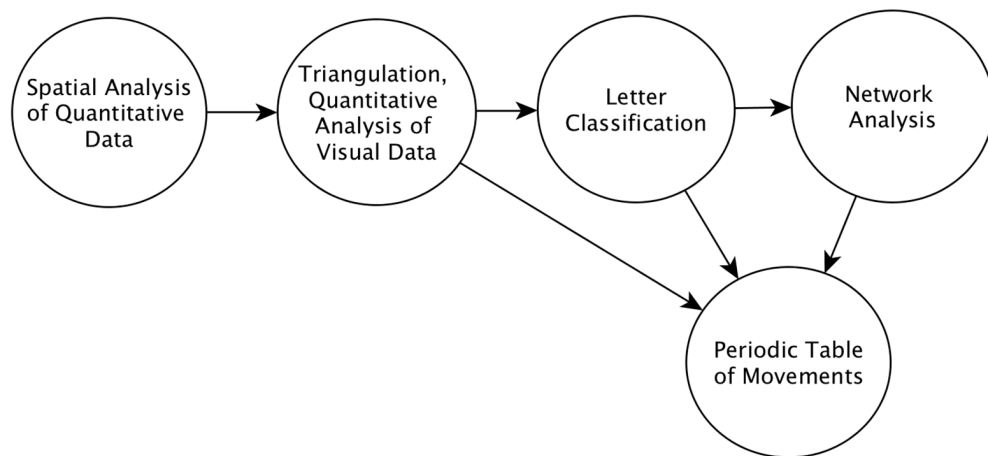 Spatial Analysis
of Quantitative
Data
Triangulation,
Quantitative
Analysis of
Visual Data
Letter
Classification
Network
Analysis
Periodic Table
of Movements